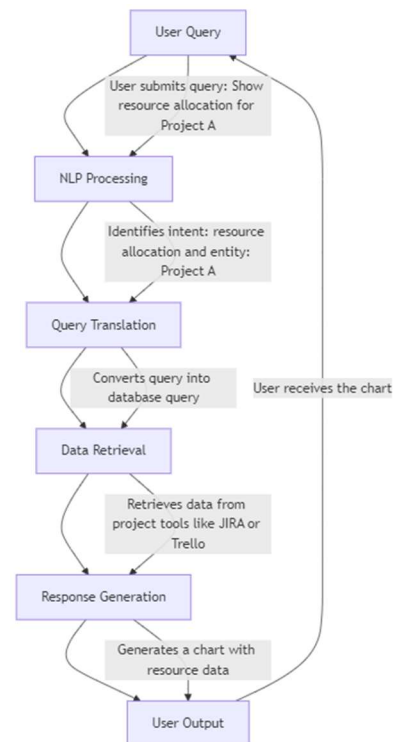 User Query
User submits query: Show
resource allocation for
Project A
NLP Processing
Identifies intent: resource
allocation and entity:
Project A
Query Translation
Converts query into
database query
User receives the chart
Data Retrieval
Retrieves data from
project tools like JIRA or
Trello
Response Generation
Generates a chart with
resource data
User Output